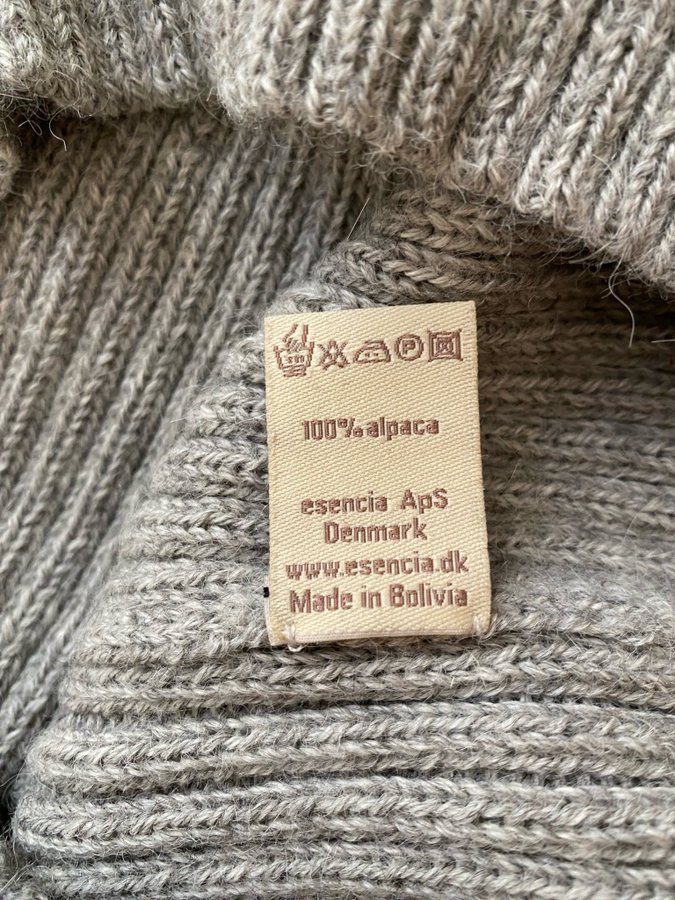 P
100% alpaca
esencia ApS
Denmark
www.esencia.dk
Made in Bolivia